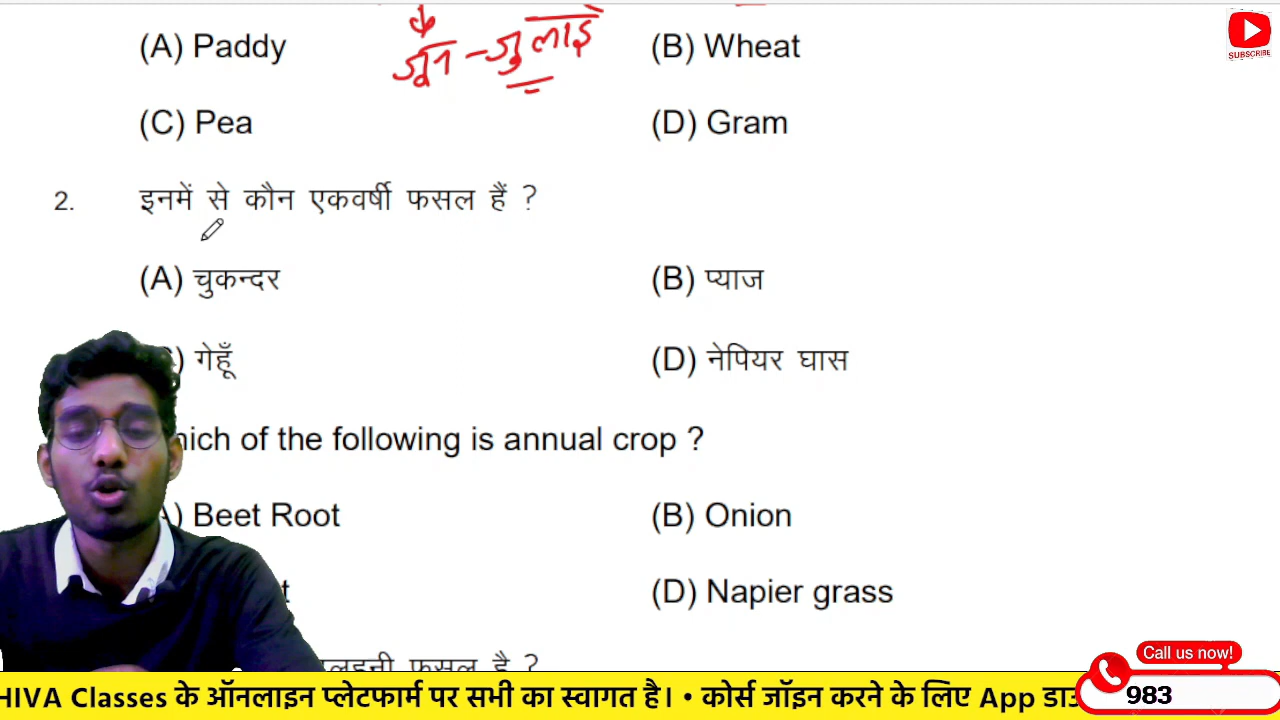 SUBSCRIBE
(A) Paddy
जून - जुलाई
(B) Wheat
(C) Pea
(D) Gram
2. इनमें से कौन एकवर्षी फसल हैं ?
(A) चुकन्दर
(B) प्याज
) गेहूँ
(D) नेपियर घास
hich of the following is annual crop ?
) Beet Root
(B) Onion
t
(D) Napier grass
लहनी फसल है ?
Call us now!
HIVA Classes के ऑनलाइन प्लेटफार्म पर सभी का स्वागत है। • कोर्स जॉइन करने के लिए App डाउ
983